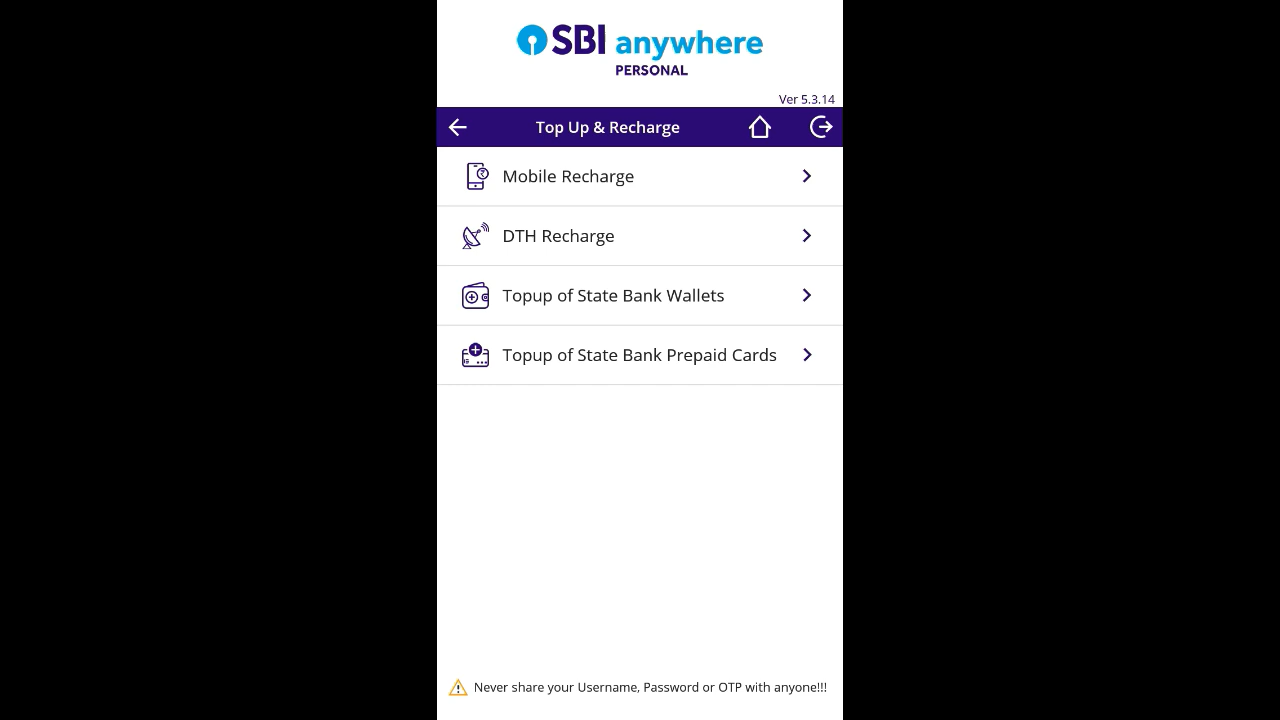 SBI anywhere
PERSONAL
Ver 5.3.14
Top Up & Recharge
Mobile Recharge
DTH Recharge
Topup of State Bank Wallets
Topup of State Bank Prepaid Cards
Never share your Username, Password or OTP with anyone!!!